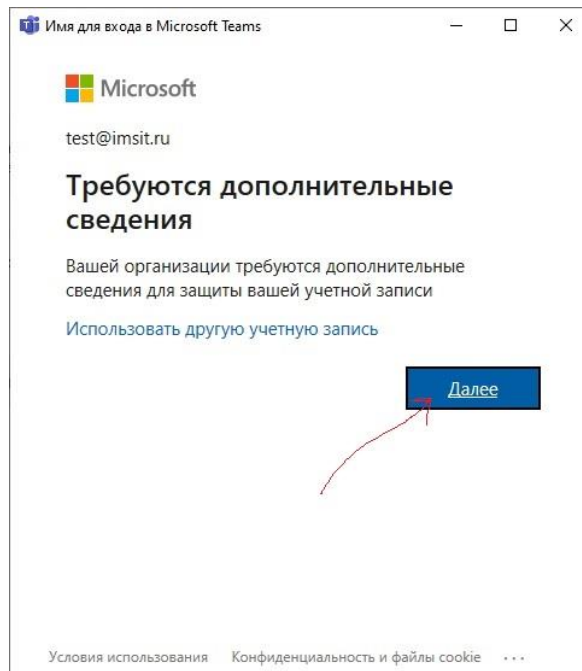 Имя для входа в Microsoft Teams
Microsoft
test@imsit.ru
Требуются дополнительные
сведения
Вашей организации требуются дополнительные
сведения для защиты вашей учетной записи
Использовать другую учетную запись
Далее
Условия использования Конфиденциальность и файлы cookie ...